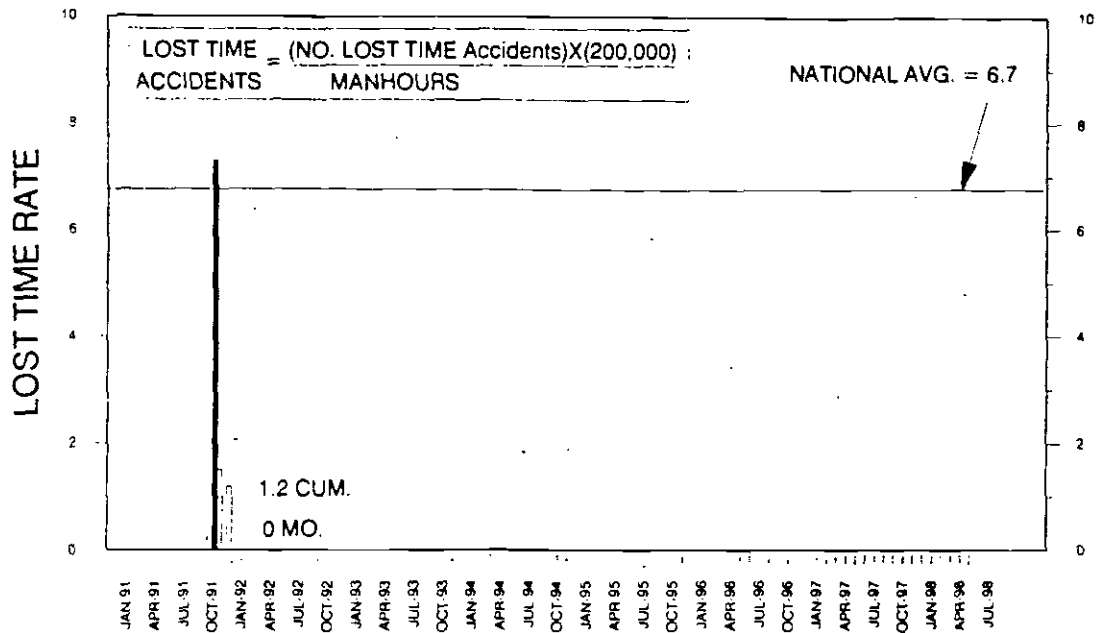 10
10
LOST TIME = (NO. LOST TIME Accidents)X(200,000)
ACCIDENTS MANHOURS
NATIONAL AVG. = 6.7
8
8
LOST TIME RATE
6
6
4
4
2
2
1.2 CUM.
0 MO.
0
0
JAN-91 APR-91 JUL-91 OCT-91 JAN-92 APR-92 JUL-92 OCT-92 JAN-93 APR-93 JUL-93 OCT-93 JAN-94 APR-94 JUL-94 OCT-94 JAN-95 APR-95 JUL-95 OCT-95 JAN-96 APR-96 JUL-96 OCT-96 JAN-97 APR-97 JUL-97 OCT-97 JAN-98 APR-98 JUL-98